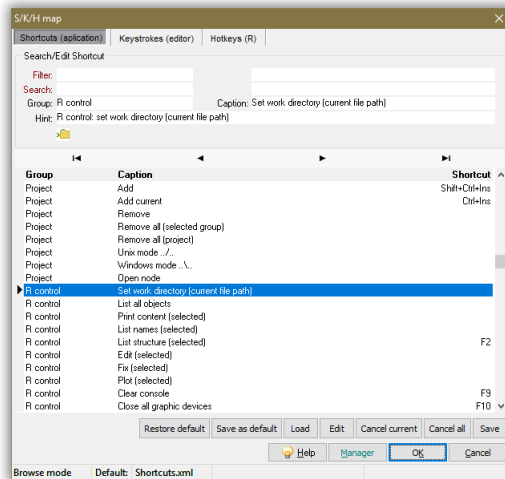 S/K/H map
Shortcuts (aplication) Keystrokes (editor) Hotkeys (R)
Search/Edit Shortcut
Filter:
Search:
Group: R control Caption: Set work directory (current file path)
Hint: R control: set work directory (current file path)
Group Caption Shortcut
Project Add Shift+Ctrl+Ins
Project Add current Ctrl+Ins
Project Remove
Project Remove all (selected group)
Project Remove all (project)
Project Unix mode ../..
Project Windows mode ..\..
Project Open node
R control Set work directory (current file path)
R control List all objects
R control Print content (selected)
R control List names (selected)
R control List structure (selected) F2
R control Edit (selected)
R control Fix (selected)
R control Plot (selected)
R control Clear console F9
R control Close all graphic devices F10
Restore default Save as default Load Edit Cancel current Cancel all Save
Help Manager OK Cancel
Browse mode Default: Shortcuts.xml